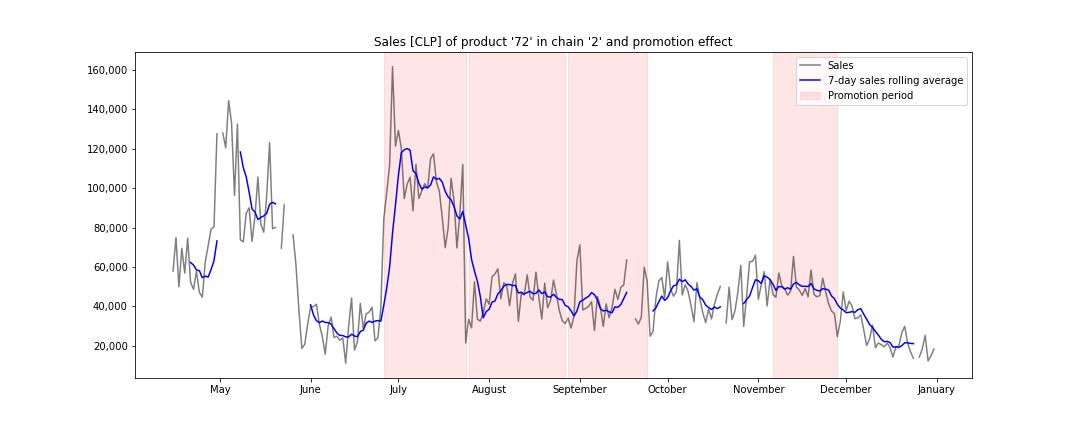 Sales [CLP] of product '72' in chain '2' and promotion effect
160,000
140,000
120,000
100,000
80,000
60,000
40,000
20,000
Sales
7-day sales rolling average
Promotion period
May June July August September October November December January